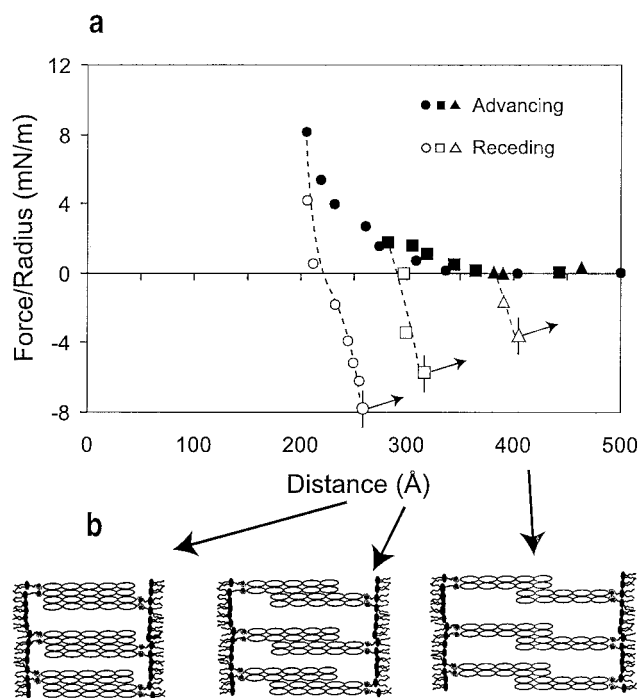 a
12
8
4
0
-4
-8
Force/Radius (mN/m)
Advancing
Receding
0 100 200 300 400 500
Distance (Å)
b